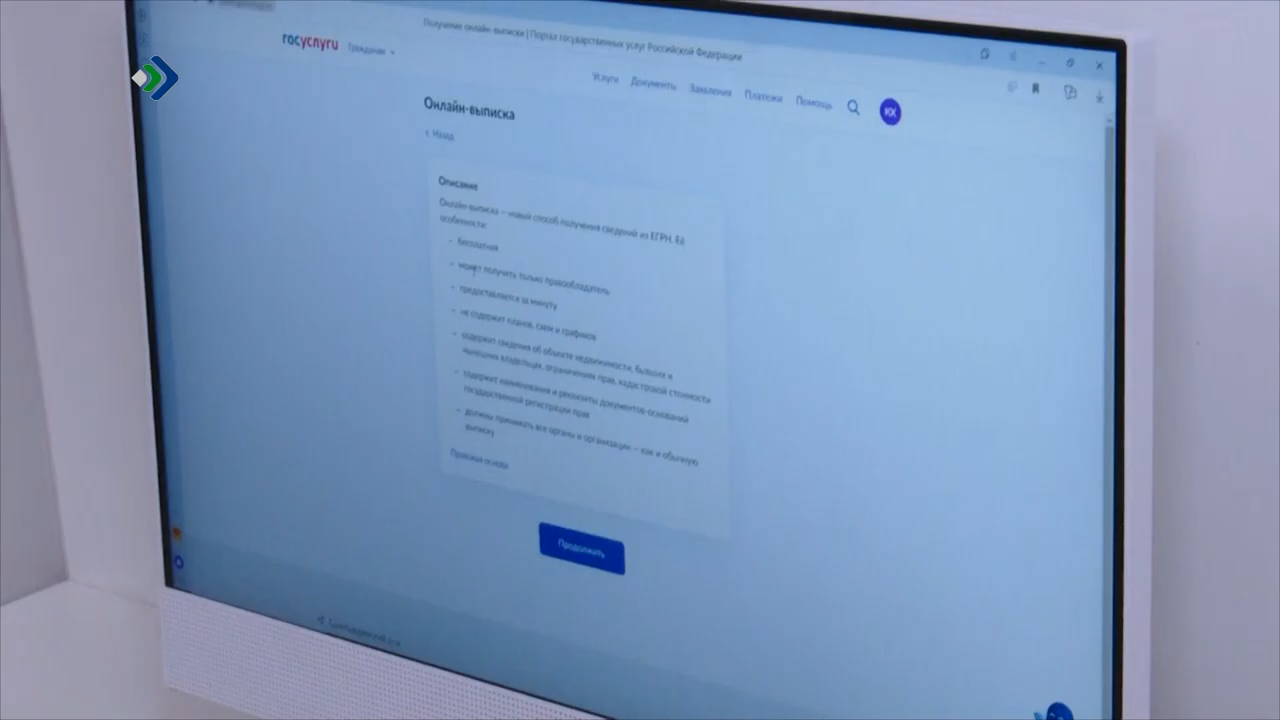 Получение онлайн-выписки | Портал государственных услуг Российской Федерации
госуслуги Гражданам
Услуги Документы Заявления Платежи Помощь КХ
Онлайн-выписка
Назад
Описание
Онлайн-выписка — новый способ получения сведений из ЕГРН. Её
особенности:
- бесплатная
- может получить только правообладатель
- предоставляется за минуту
- не содержит планов, схем и графиков
- содержит сведения об объекте недвижимости, бывших и
нынешних владельцах, ограничениях прав, кадастровой стоимости
- содержит наименования и реквизиты документов-оснований
государственной регистрации прав
- должны принимать все органы и организации — как и обычную
выписку
Правовая основа
Продолжить